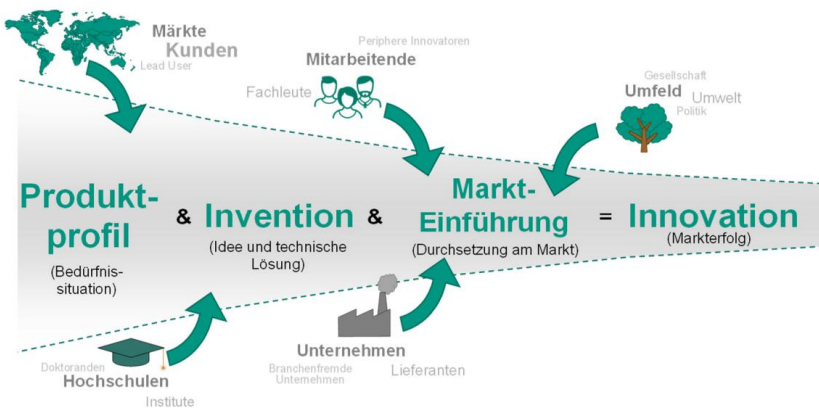 Märkte
Kunden
Lead User
Periphere Innovatoren
Mitarbeitende
Fachleute
Gesellschaft
Umfeld
Umwelt
Politik
Produkt-
profil
(Bedürfnis-
situation)
&
Invention
(Idee und technische
Lösung)
&
Markt-
Einführung
(Durchsetzung am Markt)
=
Innovation
(Markterfolg)
Doktoranden
Hochschulen
Institute
Unternehmen
Branchenfremde
Unternehmen
Lieferanten